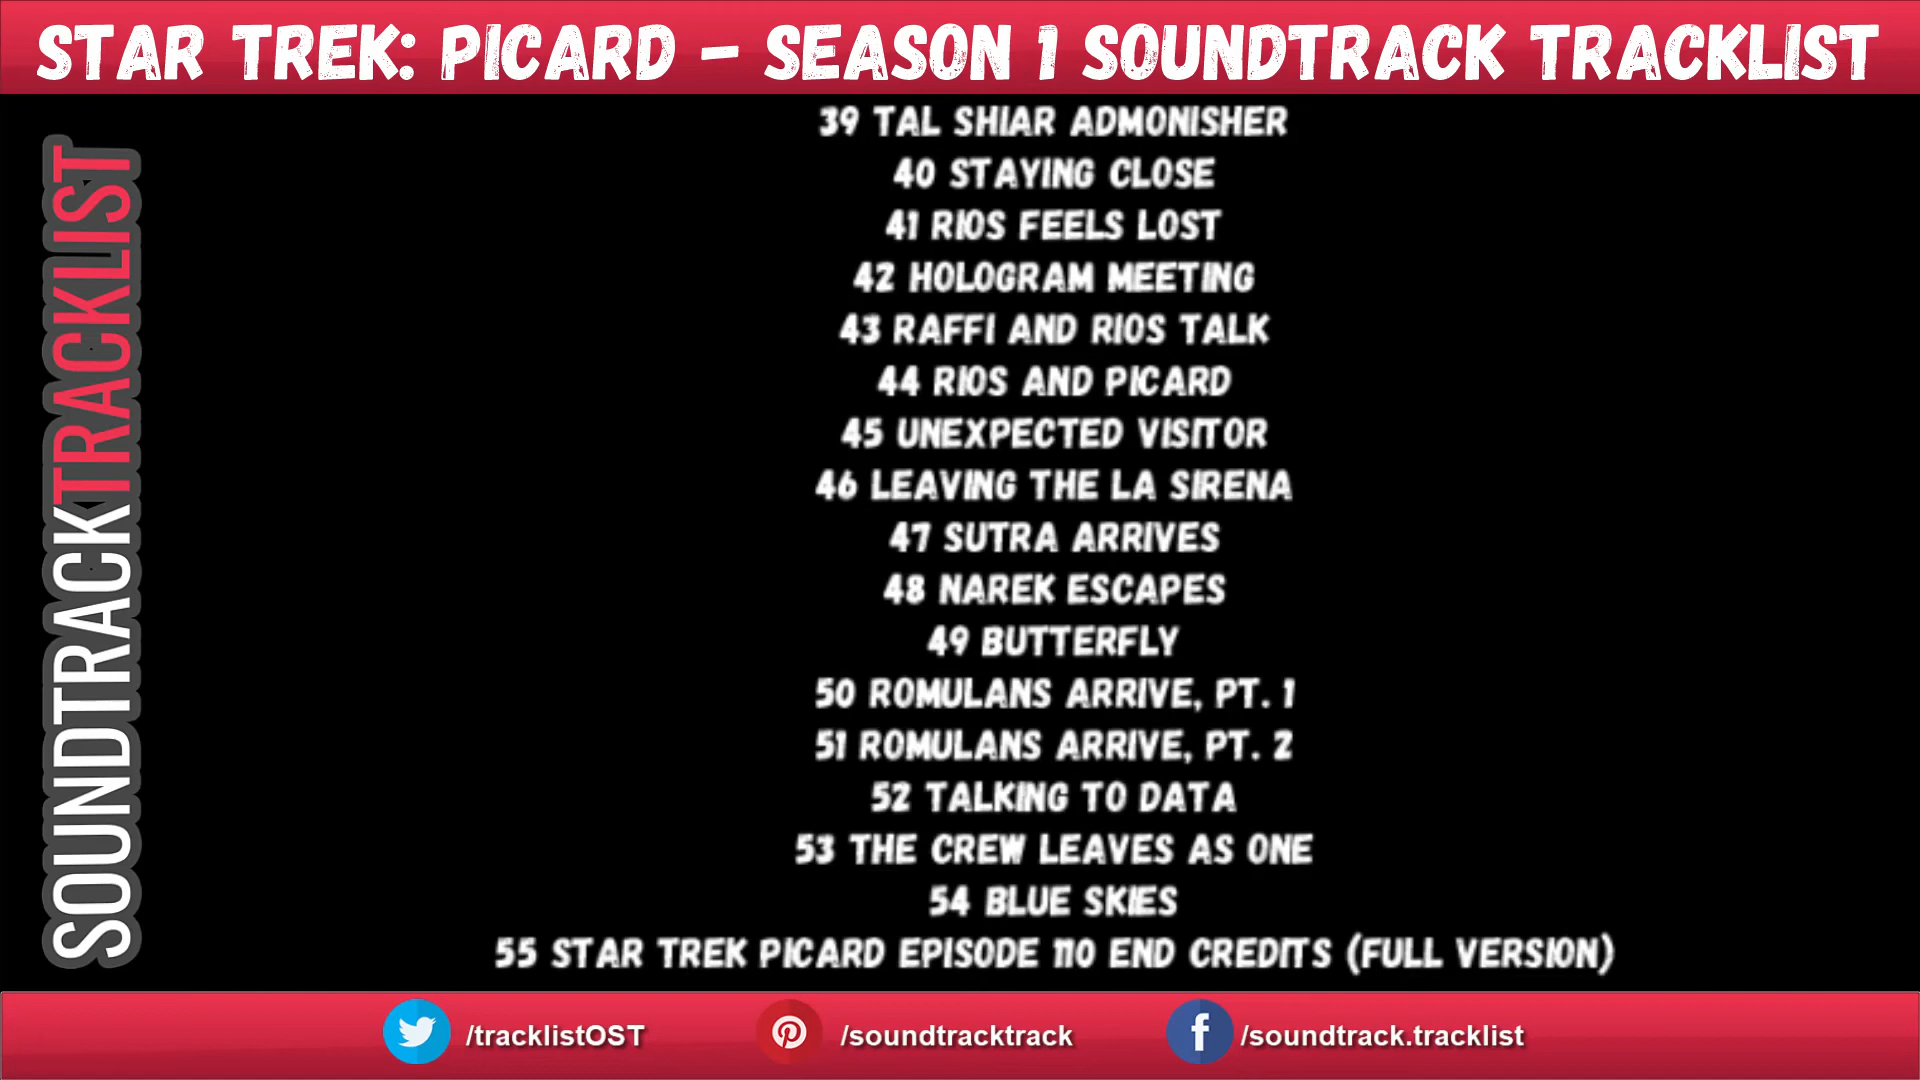 STAR TREK: PICARD – SEASON 1 SOUNDTRACK TRACKLIST
SOUNDTRACKTRACKLIST
39 TAL SHIAR ADMONISHER
40 STAYING CLOSE
41 RIOS FEELS LOST
42 HOLOGRAM MEETING
43 RAFFI AND RIOS TALK
44 RIOS AND PICARD
45 UNEXPECTED VISITOR
46 LEAVING THE LA SIRENA
47 SUTRA ARRIVES
48 NAREK ESCAPES
49 BUTTERFLY
50 ROMULANS ARRIVE, PT. 1
51 ROMULANS ARRIVE, PT. 2
52 TALKING TO DATA
53 THE CREW LEAVES AS ONE
54 BLUE SKIES
55 STAR TREK PICARD EPISODE 110 END CREDITS (FULL VERSION)
/tracklistOST
/soundtracktrack
/soundtrack.tracklist